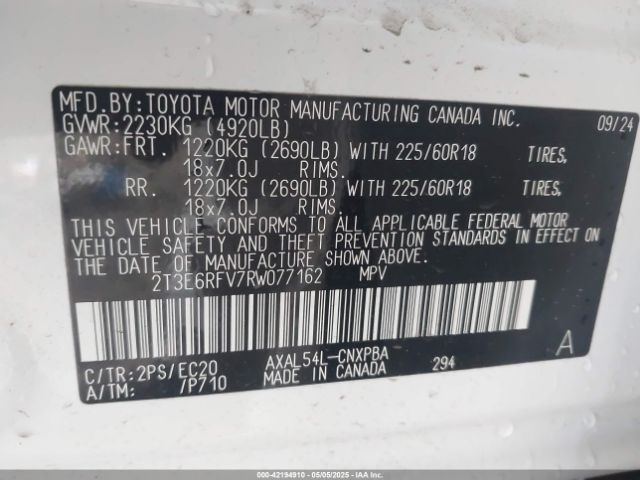 MFD.BY:TOYOTA MOTOR MANUFACTURING CANADA INC. 09/24
GVWR:2230KG (4920LB)
GAWR:FRT. 1220KG (2690LB) WITH 225/60R18 TIRES,
18x7.0J RIMS.
RR. 1220KG (2690LB) WITH 225/60R18 TIRES,
18x7.0J RIMS.
THIS VEHICLE CONFORMS TO ALL APPLICABLE FEDERAL MOTOR
VEHICLE SAFETY AND THEFT PREVENTION STANDARDS IN EFFECT ON
THE DATE OF MANUFACTURE SHOWN ABOVE.
2T3E6RFV7RW077162 MPV
C/TR:2PS/EC20 AXAL54L-CNXPBA 294 A
A/TM: 7P710 MADE IN CANADA
000-42194910 - 05/05/2025 - IAAI.COM